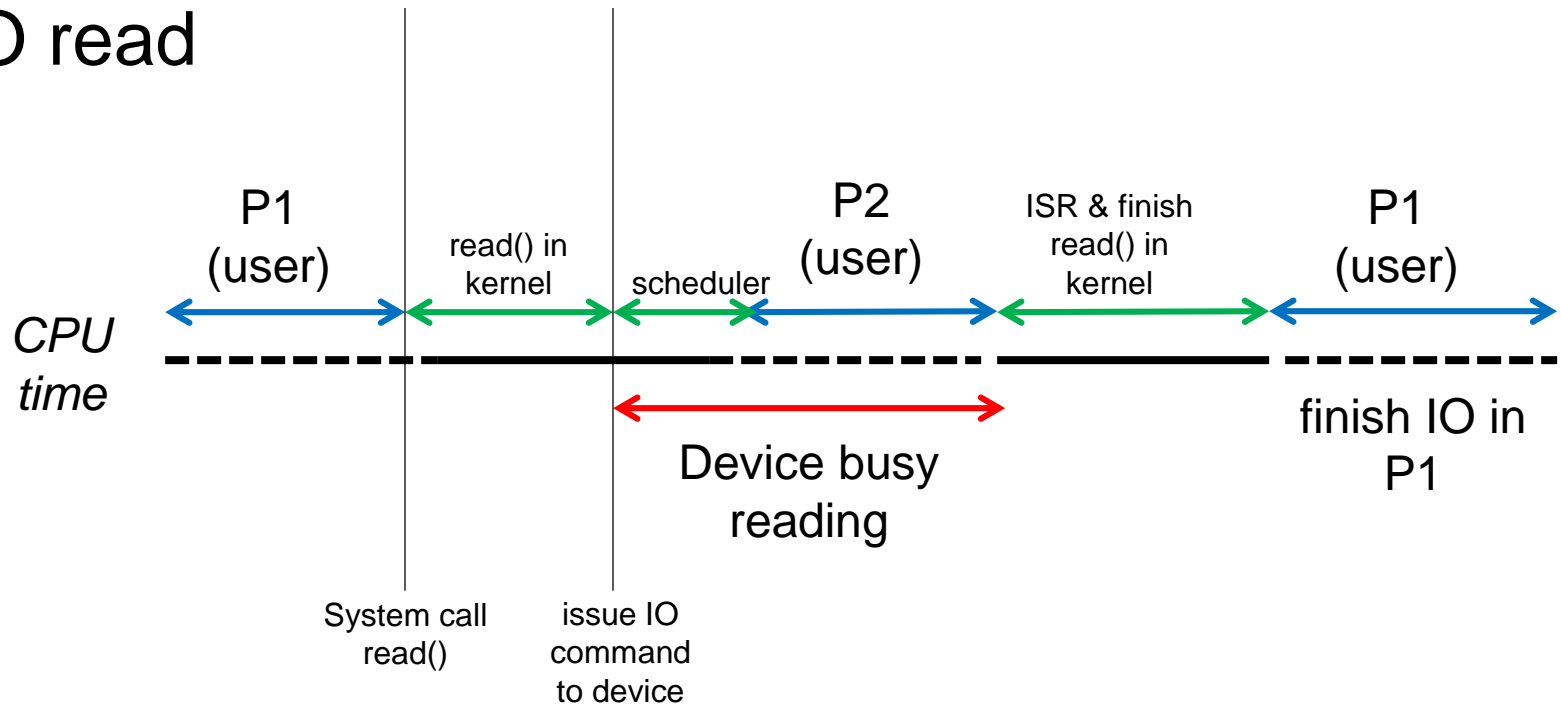 O read
P1
(user)
read() in
kernel
scheduler
P2
(user)
ISR & finish
read() in
kernel
P1
(user)
CPU
time
Device busy
reading
finish IO in
P1
System call
read()
issue IO
command
to device